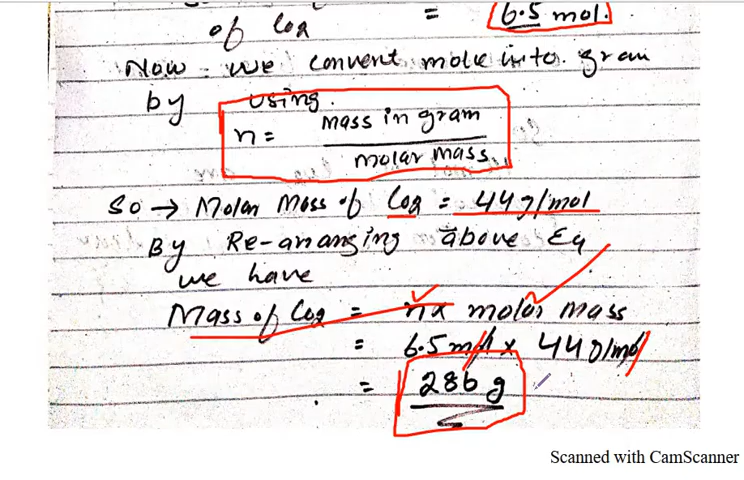 of CO2 = 6.5 mol.
Now we convert mole into gram
by using.
n = mass in gram
molar mass
So → Molar Mass of CO2 = 44 g/mol
By Re-arranging above Eq
we have
Mass of CO2 = n x molar mass
= 6.5 mol x 44 g/mol
= 286 g
Scanned with CamScanner